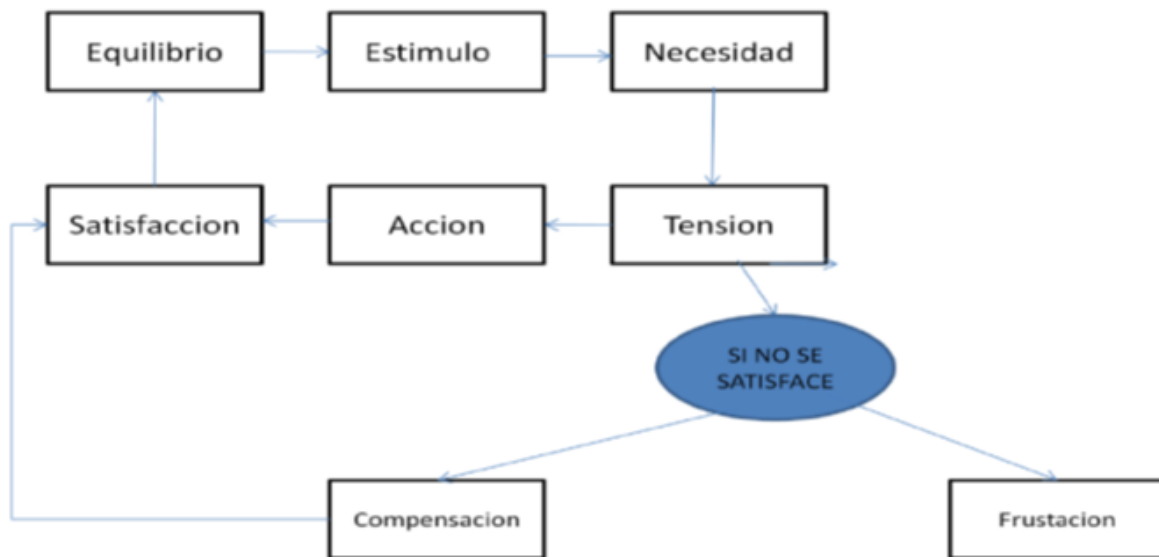 Equilibrio
Estimulo
Necesidad
Satisfaccion
Accion
Tension
SI NO SE
SATISFACE
Compensacion
Frustacion